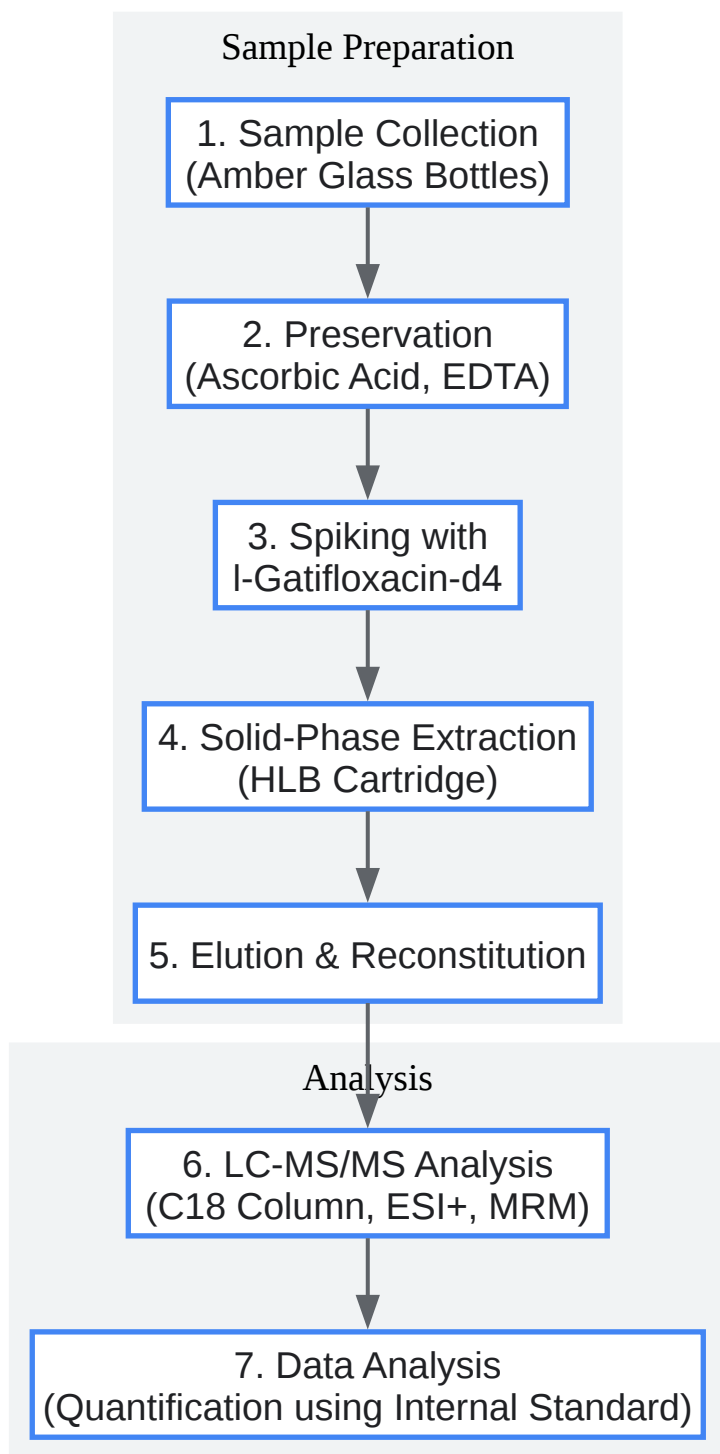 Sample Preparation
1. Sample Collection
(Amber Glass Bottles)
2. Preservation
(Ascorbic Acid, EDTA)
3. Spiking with
l-Gatifloxacin-d4
4. Solid-Phase Extraction
(HLB Cartridge)
5. Elution & Reconstitution
Analysis
6. LC-MS/MS Analysis
(C18 Column, ESI+, MRM)
7. Data Analysis
(Quantification using Internal Standard)